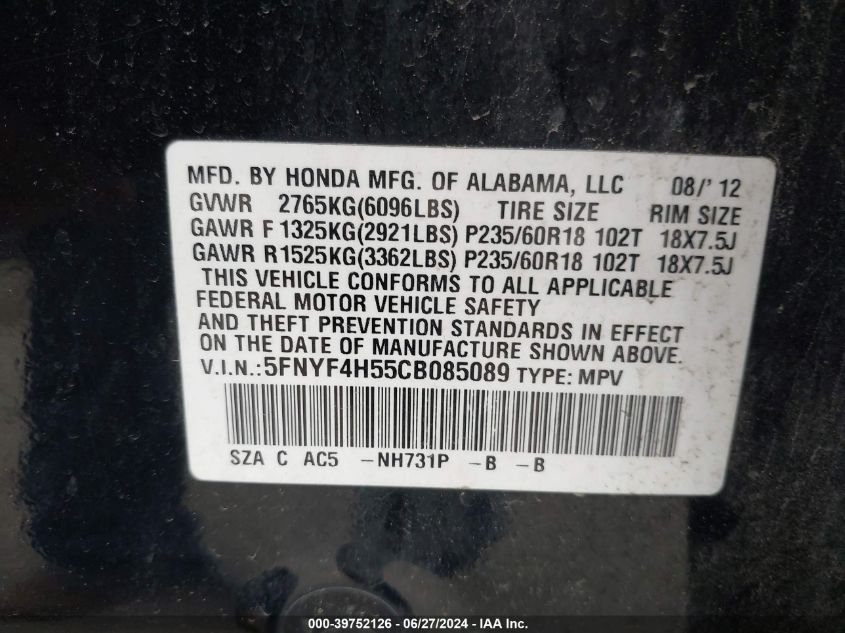 MFD. BY HONDA MFG. OF ALABAMA, LLC 08/'12
GVWR 2765KG(6096LBS) TIRE SIZE RIM SIZE
GAWR F 1325KG(2921LBS) P235/60R18 102T 18X7.5J
GAWR R 1525KG(3362LBS) P235/60R18 102T 18X7.5J
THIS VEHICLE CONFORMS TO ALL APPLICABLE
FEDERAL MOTOR VEHICLE SAFETY
AND THEFT PREVENTION STANDARDS IN EFFECT
ON THE DATE OF MANUFACTURE SHOWN ABOVE.
V.I.N.:5FNYF4H55CB085089 TYPE: MPV
SZA C AC5 -NH731P -B -B
000-39752126 - 06/27/2024 - IAA Inc.